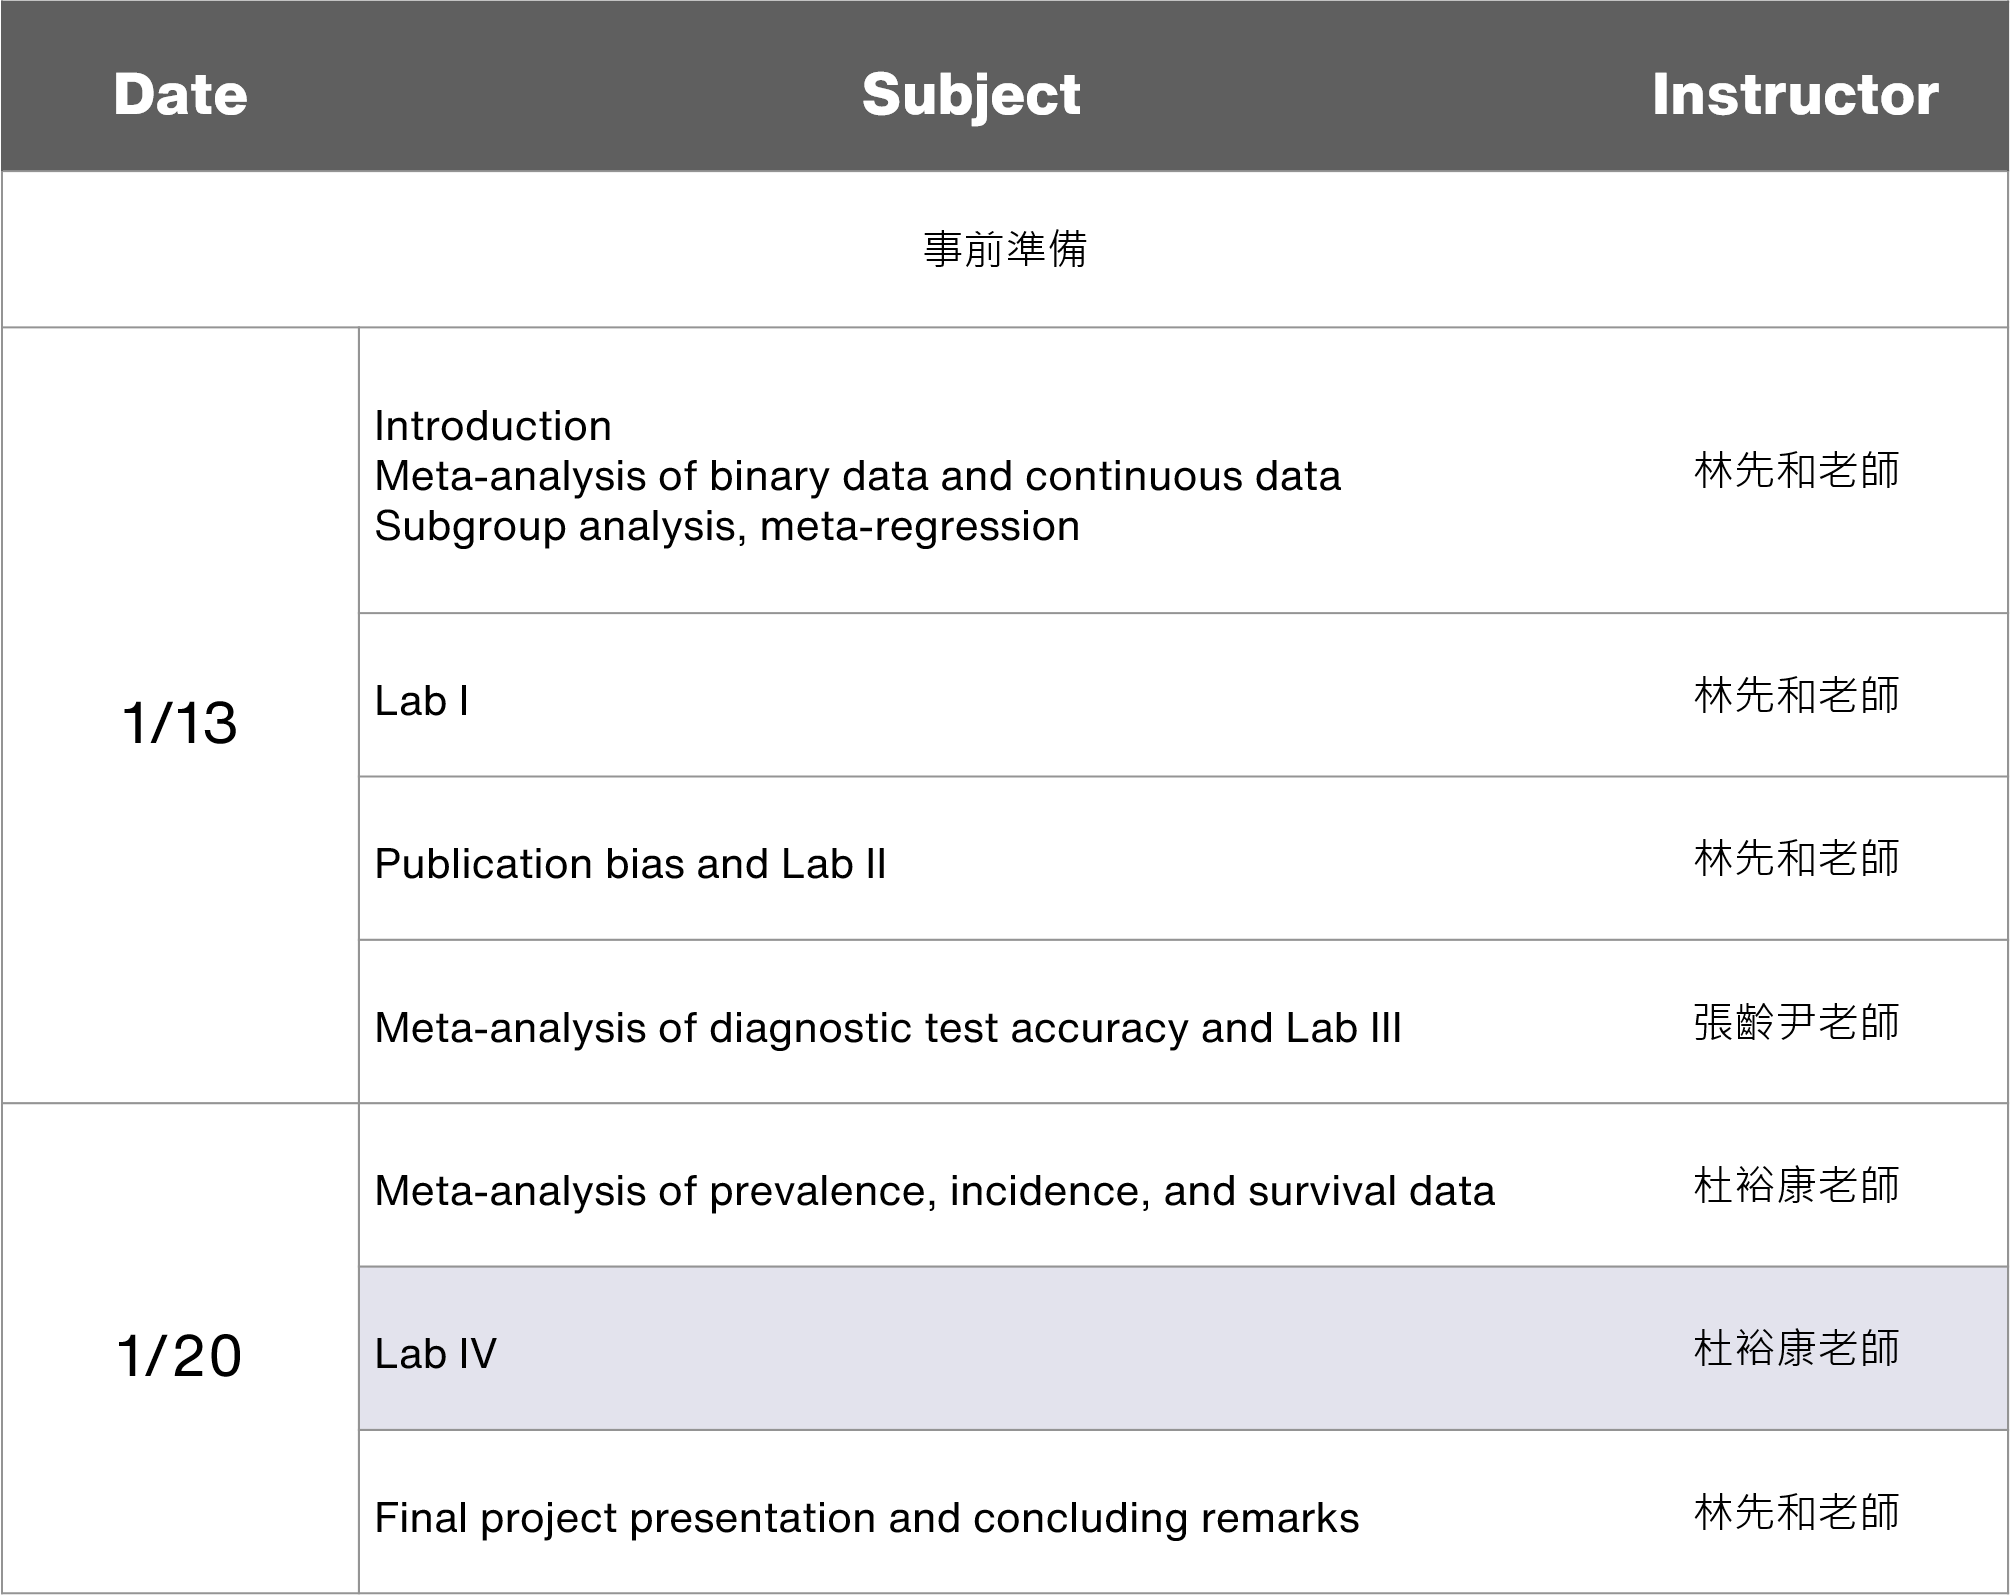 Date Subject Instructor
事前準備
1/13
Introduction
Meta-analysis of binary data and continuous data
Subgroup analysis, meta-regression
林先和老師
Lab I 林先和老師
Publication bias and Lab II 林先和老師
Meta-analysis of diagnostic test accuracy and Lab III 張齡尹老師
1/20
Meta-analysis of prevalence, incidence, and survival data 杜裕康老師
Lab IV 杜裕康老師
Final project presentation and concluding remarks 林先和老師